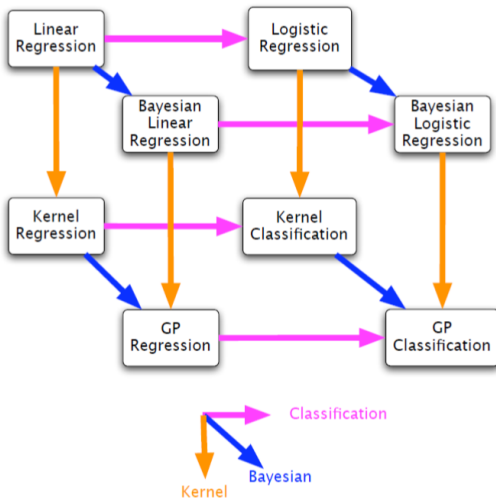 Linear
Regression
Logistic
Regression
Bayesian
Linear
Regression
Bayesian
Logistic
Regression
Kernel
Regression
Kernel
Classification
GP
Regression
GP
Classification
Classification
Bayesian
Kernel